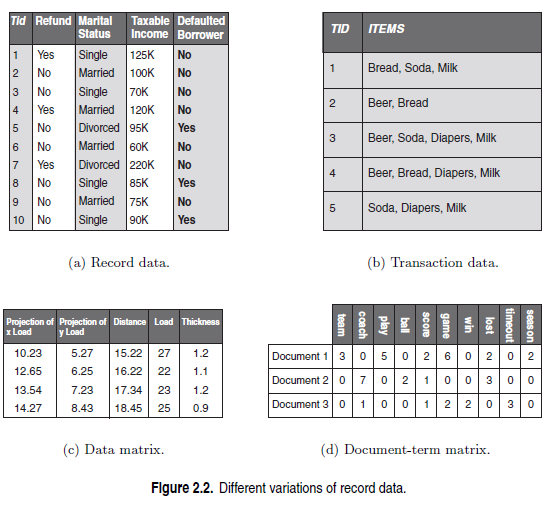 Tid Refund Marital Status Taxable Income Defaulted Borrower
1 Yes Single 125K No
2 No Married 100K No
3 No Single 70K No
4 Yes Married 120K No
5 No Divorced 95K Yes
6 No Married 60K No
7 Yes Divorced 220K No
8 No Single 85K Yes
9 No Married 75K No
10 No Single 90K Yes
(a) Record data.
TID ITEMS
1 Bread, Soda, Milk
2 Beer, Bread
3 Beer, Soda, Diapers, Milk
4 Beer, Bread, Diapers, Milk
5 Soda, Diapers, Milk
(b) Transaction data.
Projection of x Load Projection of y Load Distance Load Thickness
10.23 5.27 15.22 27 1.2
12.65 6.25 16.22 22 1.1
13.54 7.23 17.34 23 1.2
14.27 8.43 18.45 25 0.9
(c) Data matrix.
team coach play ball score game win lost timeout season
Document 1 3 0 5 0 2 6 0 2 0 2
Document 2 0 7 0 2 1 0 0 3 0 0
Document 3 0 1 0 0 1 2 2 0 3 0
(d) Document-term matrix.
Figure 2.2. Different variations of record data.